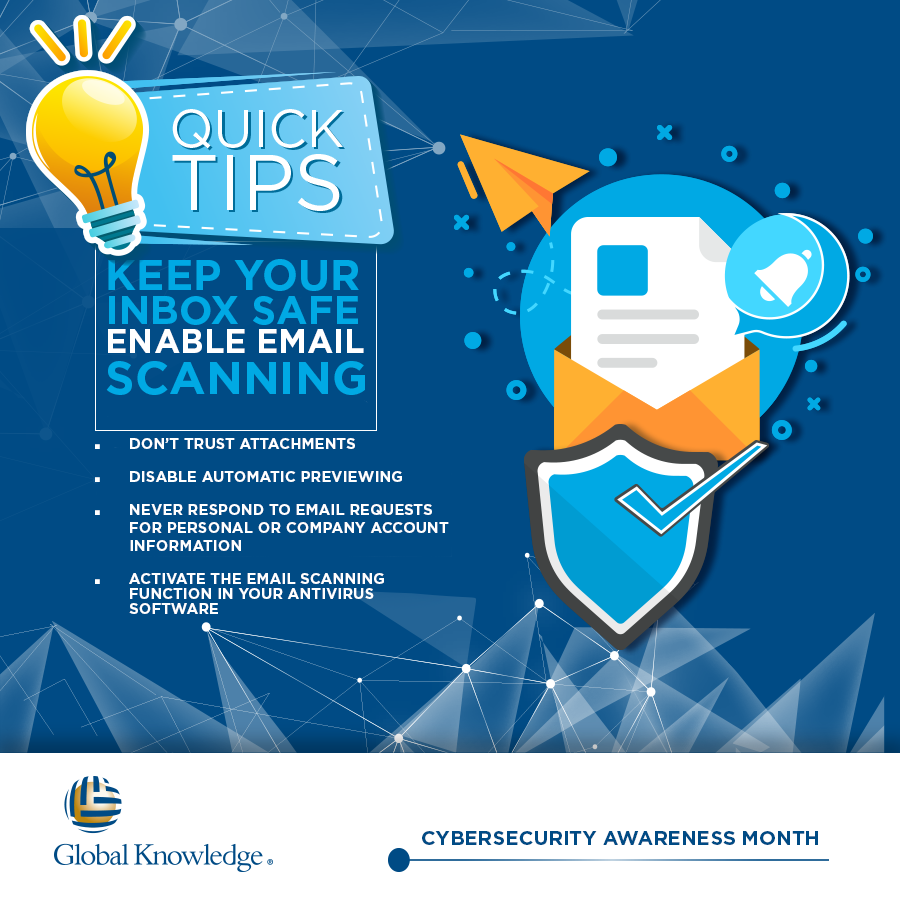 QUICK
TIPS
KEEP YOUR
INBOX SAFE
ENABLE EMAIL
SCANNING
▪ DON'T TRUST ATTACHMENTS
▪ DISABLE AUTOMATIC PREVIEWING
▪ NEVER RESPOND TO EMAIL REQUESTS
FOR PERSONAL OR COMPANY ACCOUNT
INFORMATION
▪ ACTIVATE THE EMAIL SCANNING
FUNCTION IN YOUR ANTIVIRUS
SOFTWARE
Global Knowledge®
CYBERSECURITY AWARENESS MONTH